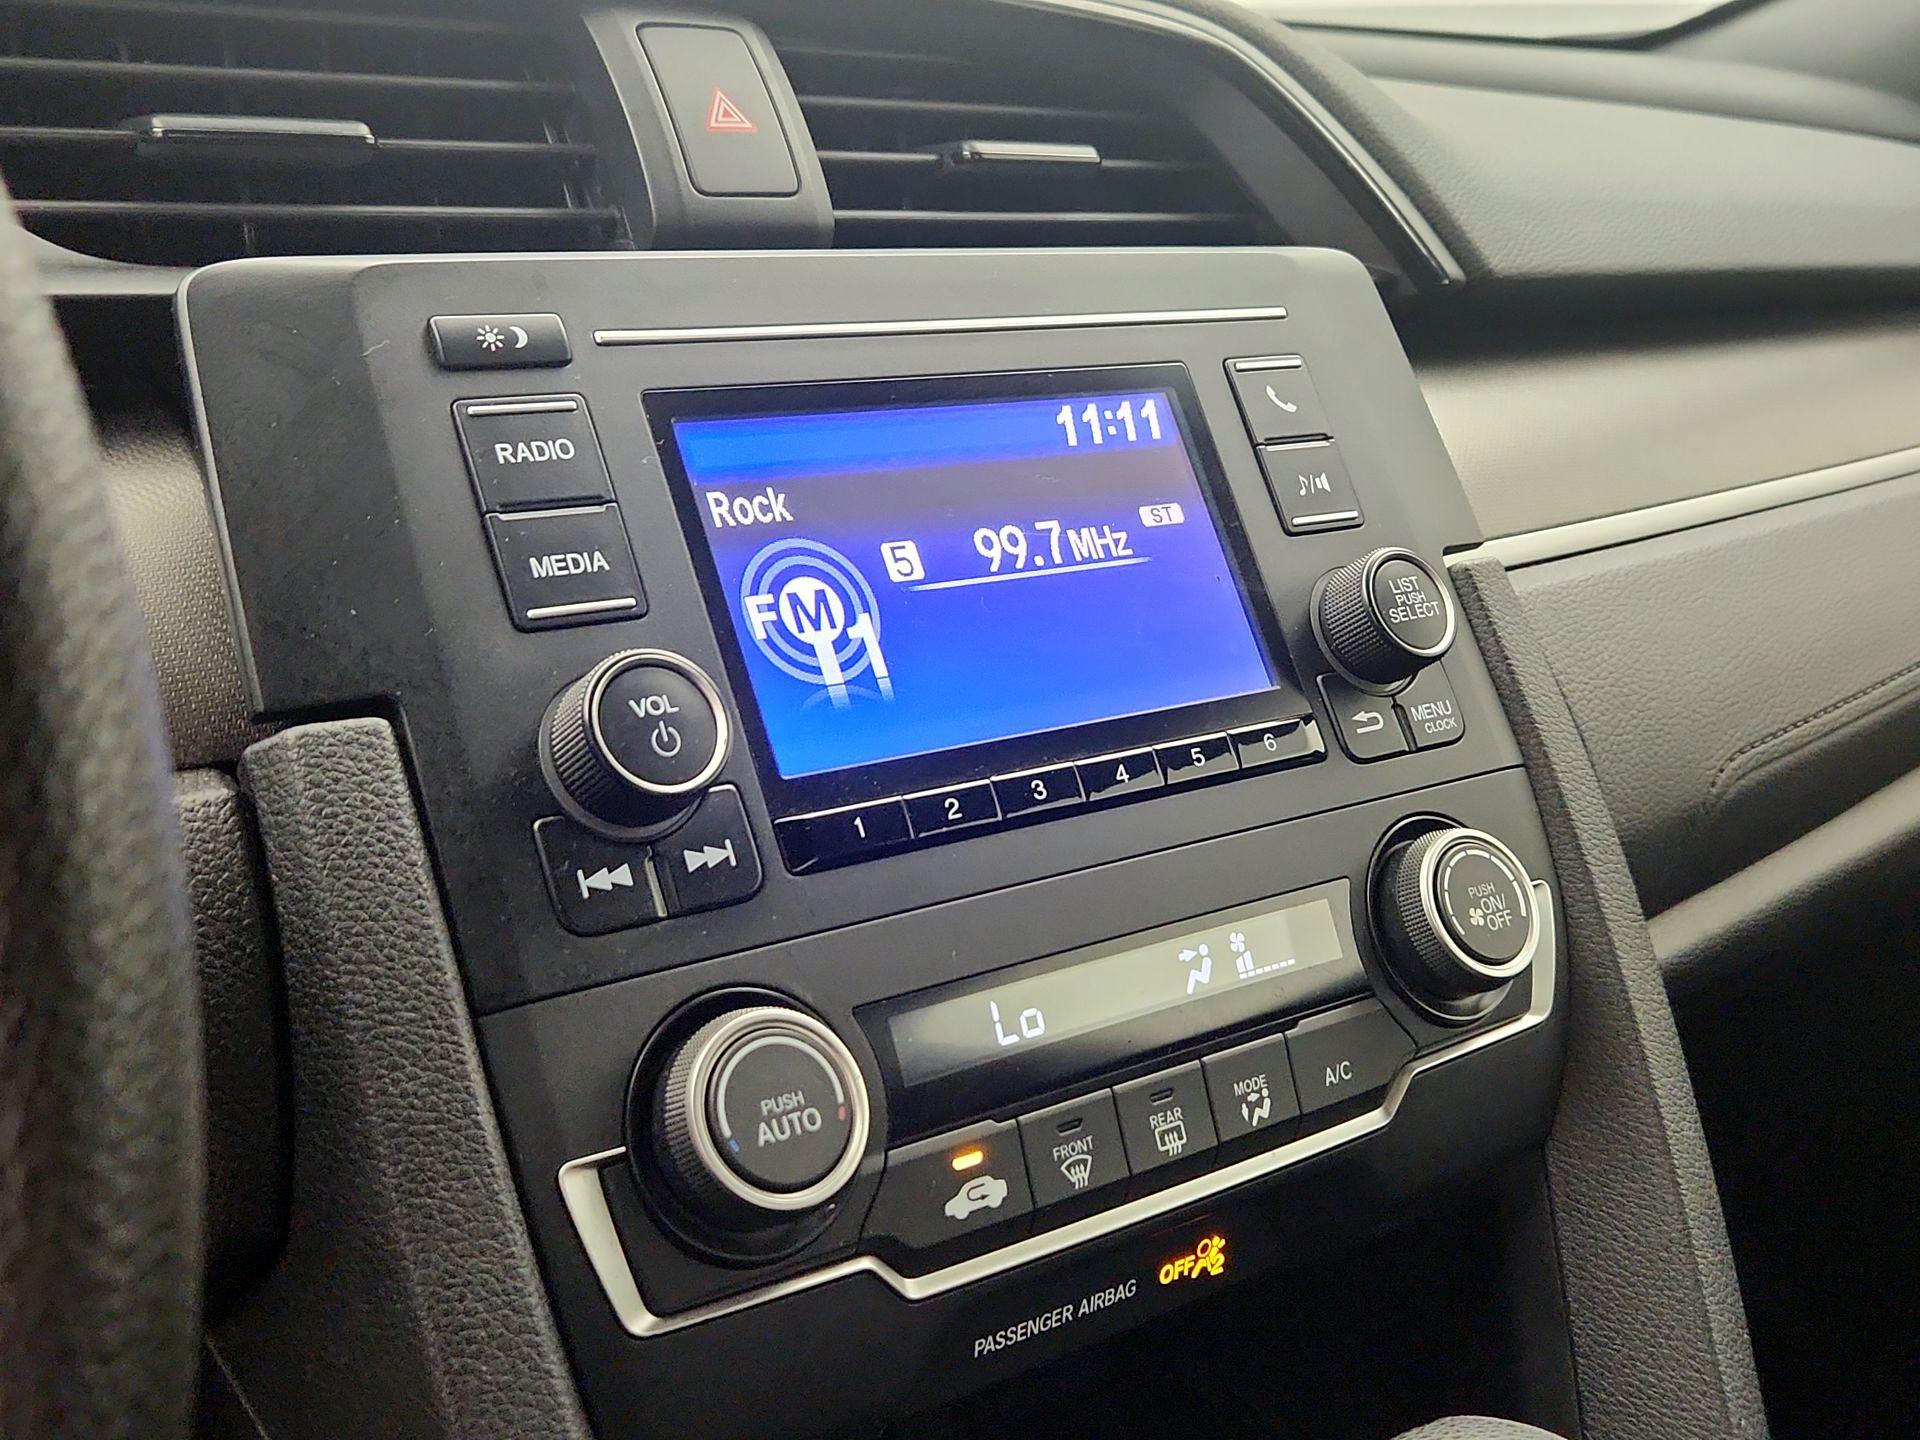 RADIO
MEDIA
VOL
11:11
Rock
5 99.7MHz ST
FM
1
LIST
PUSH
SELECT
MENU
CLOCK
1 2 3 4 5 6
PUSH
ON/
OFF
Lo
PUSH
AUTO
FRONT
REAR
MODE
A/C
PASSENGER AIRBAG OFF 2